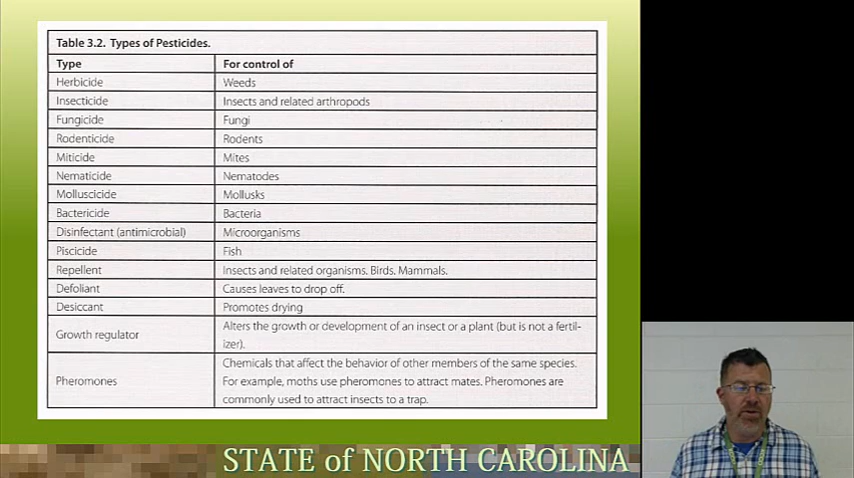 Table 3.2. Types of Pesticides.
Type For control of
Herbicide Weeds
Insecticide Insects and related arthropods
Fungicide Fungi
Rodenticide Rodents
Miticide Mites
Nematicide Nematodes
Molluscicide Mollusks
Bactericide Bacteria
Disinfectant (antimicrobial) Microorganisms
Piscicide Fish
Repellent Insects and related organisms. Birds. Mammals.
Defoliant Causes leaves to drop off.
Desiccant Promotes drying
Growth regulator Alters the growth or development of an insect or a plant (but is not a fertil-
izer).
Pheromones Chemicals that affect the behavior of other members of the same species.
For example, moths use pheromones to attract mates. Pheromones are
commonly used to attract insects to a trap.
STATE of NORTH CAROLINA